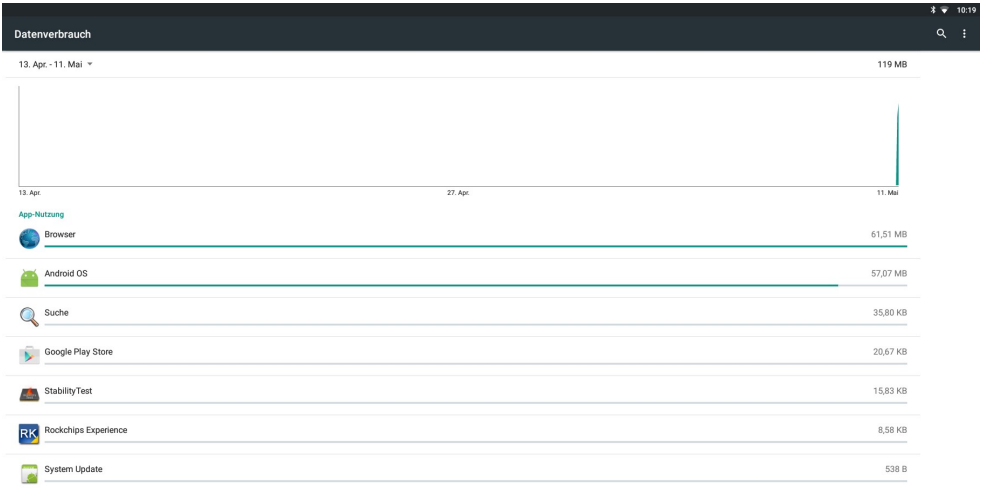 10:19
Datenverbrauch
13. Apr. - 11. Mai 119 MB
13. Apr. 27. Apr. 11. Mai
App-Nutzung
Browser 61,51 MB
Android OS 57,07 MB
Suche 35,80 KB
Google Play Store 20,67 KB
StabilityTest 15,83 KB
RK Rockchips Experience 8,58 KB
System Update 538 B